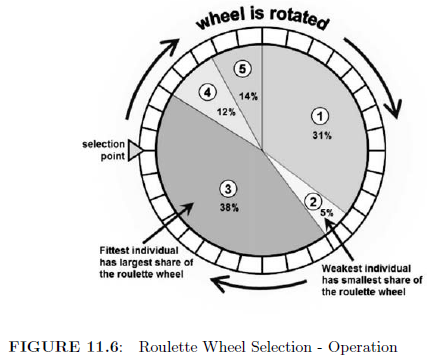 wheel is rotated
5
14%
4
12%
1
31%
selection
point
3
38%
2
5%
Fittest individual
has largest share of
the roulette wheel
Weakest individual
has smallest share of
the roulette wheel
FIGURE 11.6: Roulette Wheel Selection - Operation